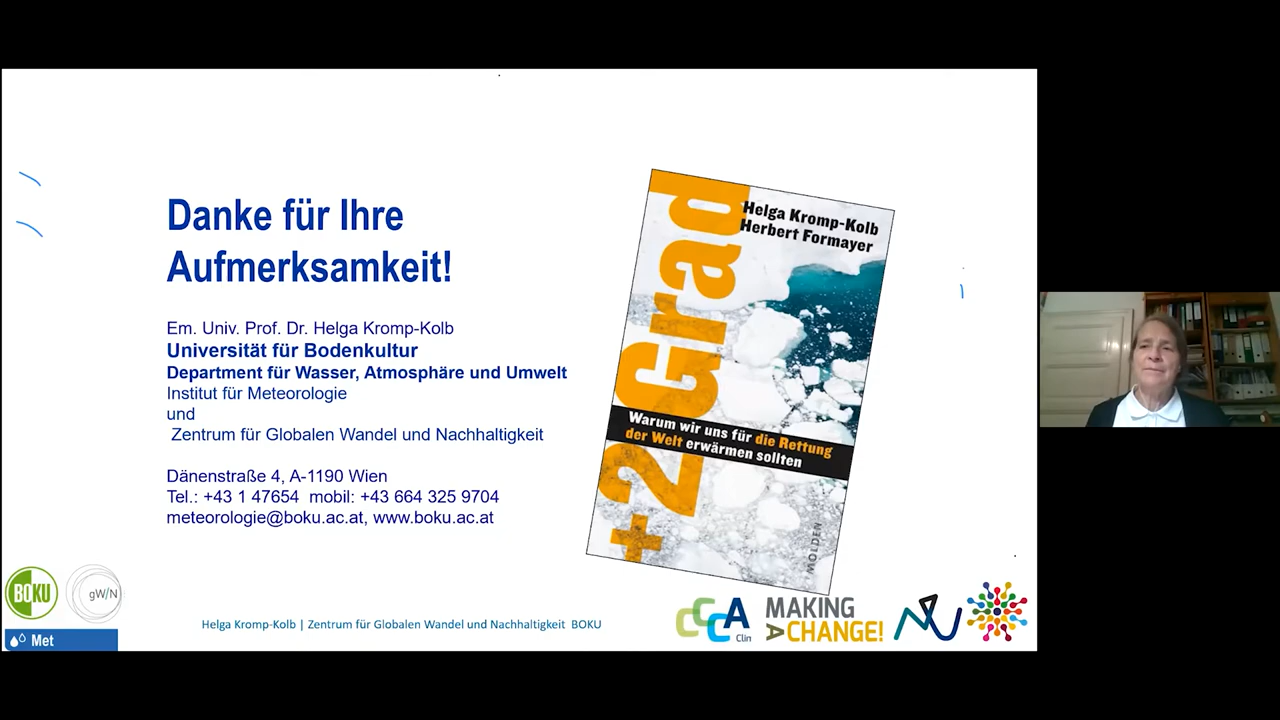 Danke für Ihre
Aufmerksamkeit!
Em. Univ. Prof. Dr. Helga Kromp-Kolb
Universität für Bodenkultur
Department für Wasser, Atmosphäre und Umwelt
Institut für Meteorologie
und
Zentrum für Globalen Wandel und Nachhaltigkeit
Dänenstraße 4, A-1190 Wien
Tel.: +43 1 47654 mobil: +43 664 325 9704
meteorologie@boku.ac.at, www.boku.ac.at
Helga Kromp-Kolb
Herbert Formayer
+2 Grad
Warum wir uns für die Rettung
der Welt erwärmen sollten
MOLDEN
BOKU
gW/N
Met
Helga Kromp-Kolb | Zentrum für Globalen Wandel und Nachhaltigkeit BOKU
CCCA
Clin
MAKING
A CHANGE!